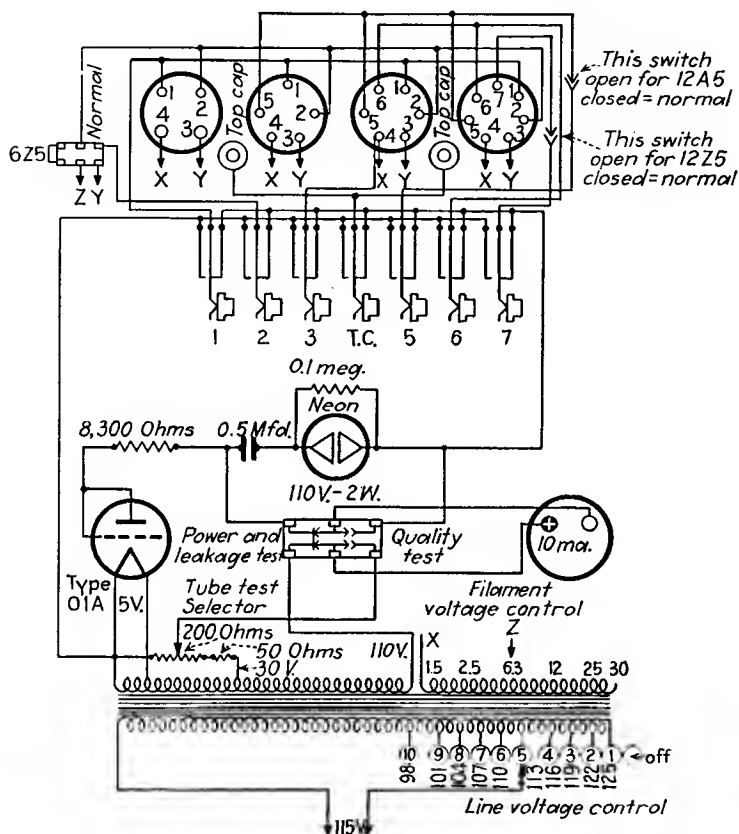 This switch
open for 12A5
closed=normal
This switch
open for 12Z5
closed=normal
Normal
Top cap
Top cap
1
2
4
3
1
5
2
4
3
6
1
2
5
4
3
7
6
1
2
5
4
3
6Z5
Z Y
X Y
X Y
X Y
X Y
1 2 3 T.C. 5 6 7
0.1 meg.
Neon
8,300 Ohms
0.5 Mfd.
110V.-2W.
Power and
leakage test
Quality
test
10 ma.
Type
01A
5V.
Tube test
Selector
Filament
voltage control
200 Ohms
50 Ohms
30 V.
110V.
X
Z
1.5 2.5 6.3 12 25 30
10 9 8 7 6 5 4 3 2 1
off
98 101 104 107 110 113 116 119 122 125
Line voltage control
115V